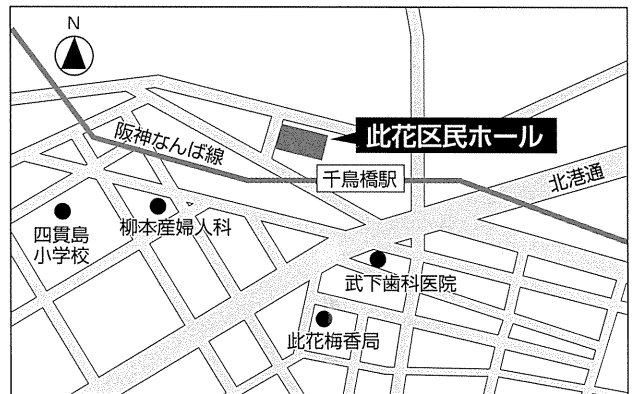 N
此花区民ホール
阪神なんば線
千鳥橋駅
北港通
四貫島
小学校
柳本産婦人科
武下歯科医院
此花梅香局